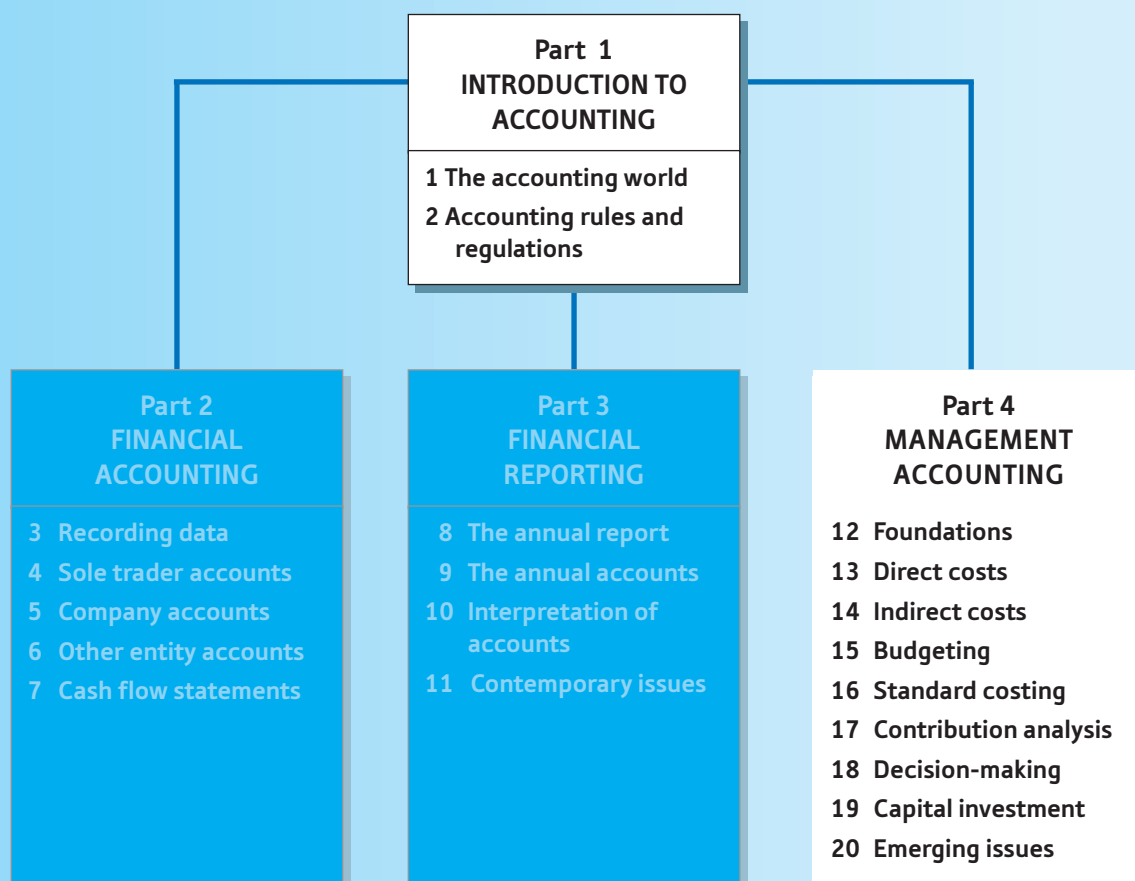 Part 1
INTRODUCTION TO
ACCOUNTING
1 The accounting world
2 Accounting rules and
regulations
Part 2
FINANCIAL
ACCOUNTING
3 Recording data
4 Sole trader accounts
5 Company accounts
6 Other entity accounts
7 Cash flow statements
Part 3
FINANCIAL
REPORTING
8 The annual report
9 The annual accounts
10 Interpretation of
accounts
11 Contemporary issues
Part 4
MANAGEMENT
ACCOUNTING
12 Foundations
13 Direct costs
14 Indirect costs
15 Budgeting
16 Standard costing
17 Contribution analysis
18 Decision-making
19 Capital investment
20 Emerging issues